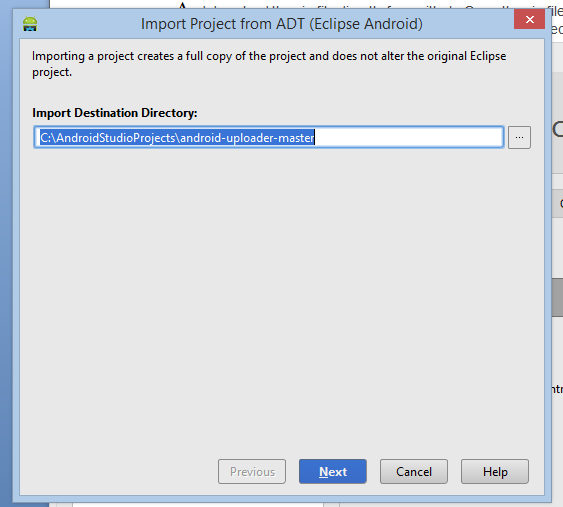 Import Project from ADT (Eclipse Android)
Importing a project creates a full copy of the project and does not alter the original Eclipse
project.
Import Destination Directory:
C:\AndroidStudioProjects\android-uploader-master
...
Previous
Next
Cancel
Help